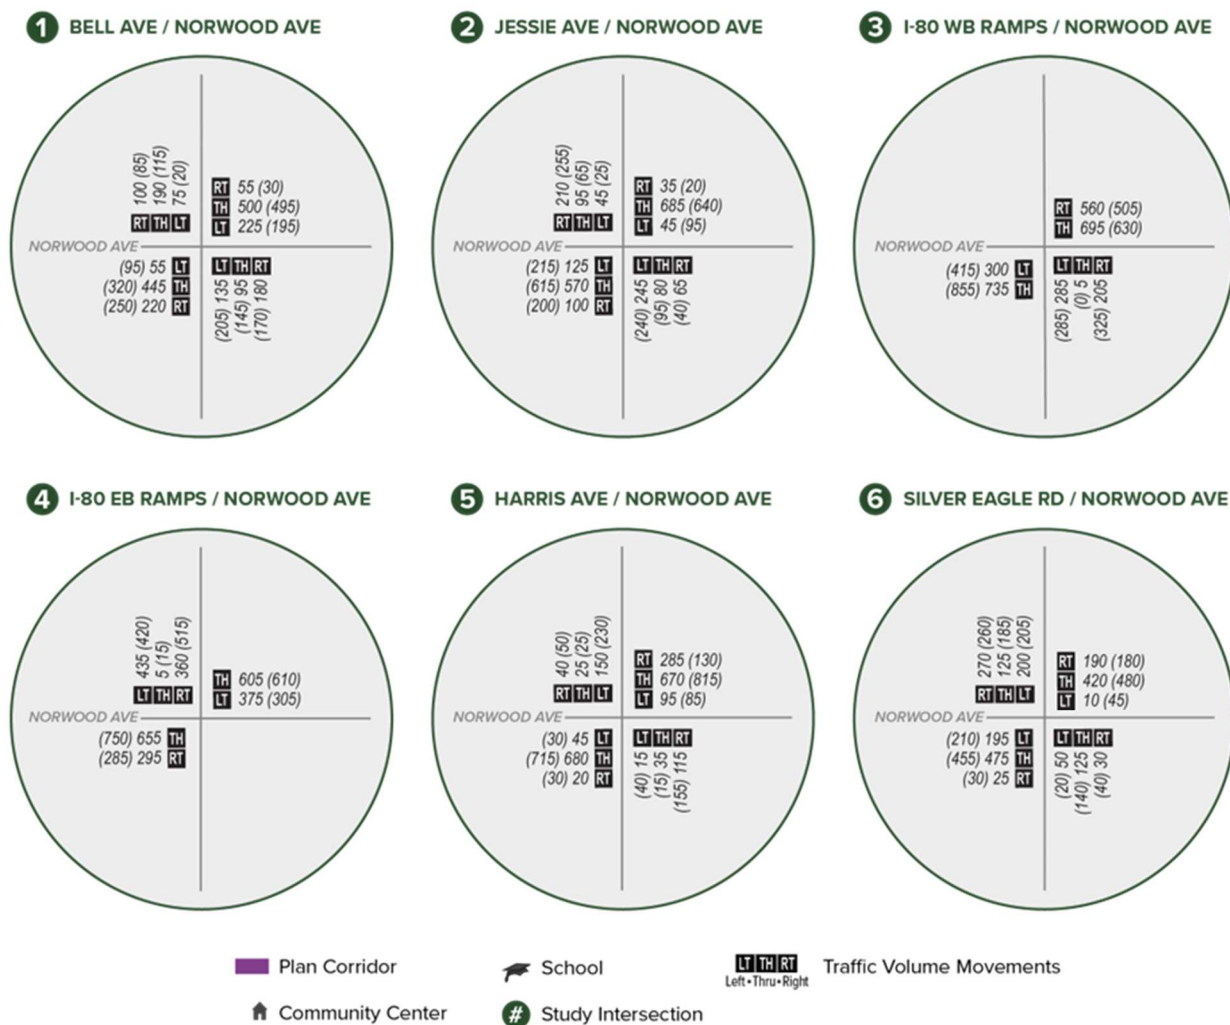 1 BELL AVE / NORWOOD AVE
100 (85)
190 (115)
75 (20)
RT TH LT
RT 55 (30)
TH 500 (495)
LT 225 (195)
NORWOOD AVE
(95) 55 LT
(320) 445 TH
(250) 220 RT
LT TH RT
(205) 135
(145) 95
(170) 180
2 JESSIE AVE / NORWOOD AVE
210 (255)
95 (65)
45 (25)
RT TH LT
RT 35 (20)
TH 685 (640)
LT 45 (95)
(215) 125 LT
(615) 570 TH
(200) 100 RT
LT TH RT
(240) 245
(95) 80
(40) 65
3 I-80 WB RAMPS / NORWOOD AVE
RT 560 (505)
TH 695 (630)
(415) 300 LT
(855) 735 TH
LT TH RT
(285) 285
(0) 5
(325) 205
4 I-80 EB RAMPS / NORWOOD AVE
435 (420)
5 (15)
360 (515)
LT TH RT
TH 605 (610)
LT 375 (305)
NORWOOD AVE
(750) 655 TH
(285) 295 RT
5 HARRIS AVE / NORWOOD AVE
40 (50)
25 (25)
150 (230)
RT TH LT
RT 285 (130)
TH 670 (815)
LT 95 (85)
(30) 45 LT
(715) 680 TH
(30) 20 RT
LT TH RT
(40) 15
(15) 35
(155) 115
6 SILVER EAGLE RD / NORWOOD AVE
270 (260)
125 (185)
200 (205)
RT TH LT
RT 190 (180)
TH 420 (480)
LT 10 (45)
(210) 195 LT
(455) 475 TH
(30) 25 RT
LT TH RT
(20) 50
(140) 125
(40) 30
Plan Corridor
School
LT TH RT Traffic Volume Movements
Left•Thru•Right
Community Center
# Study Intersection